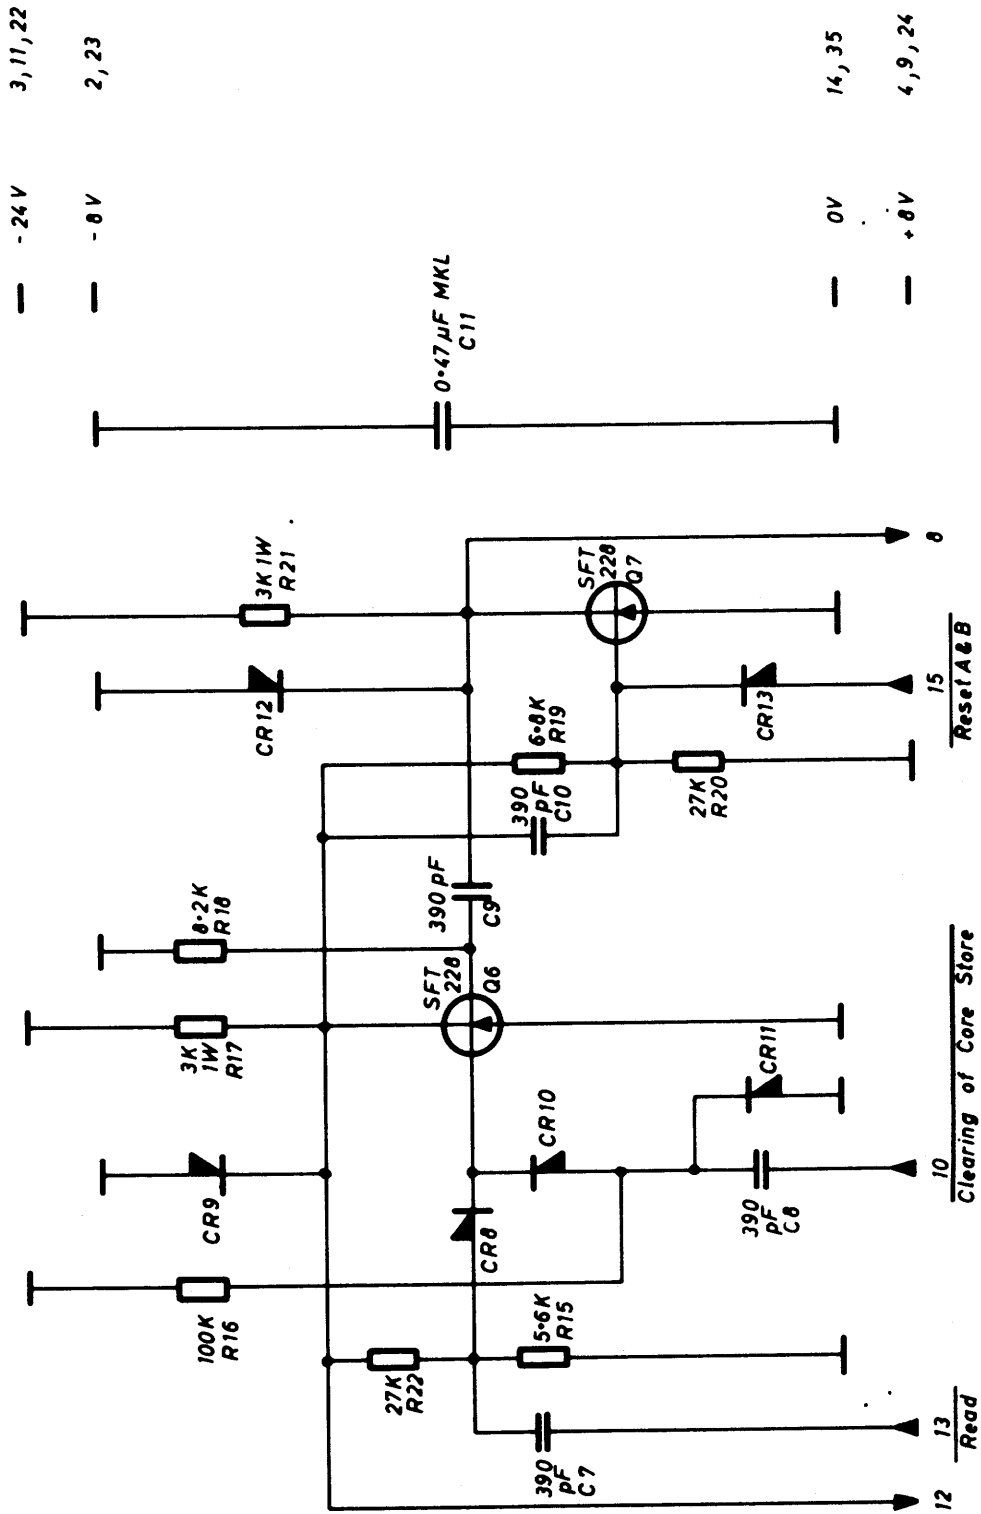 -24V 3,11,22
-8V 2,23
0V 14,35
+8V 4,9,24
0·47µF MKL
C11
3K 1W
R21
CR12
SFT
228
Q7
6·8K
R19
390
pF
C10
27K
R20
CR13
390pF
C9
8·2K
R18
3K
1W
R17
SFT
228
Q6
CR9
CR10
CR11
CR8
100K
R16
27K
R22
5·6K
R15
390
pF
C8
390
pF
C7
12
13
Read
10
Clearing of Core Store
15
Reset A & B
8